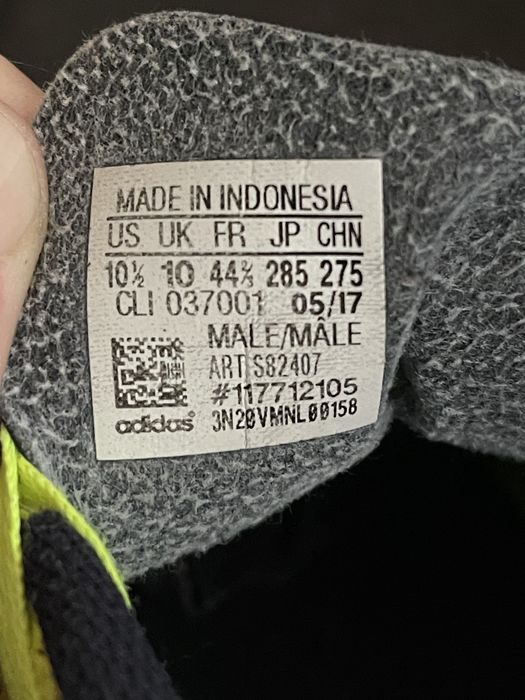 MADE IN INDONESIA
US UK FR JP CHN
10½ 10 44⅔ 285 275
CLI 037001 05/17
MALE/MÂLE
ART S82407
#117712105
adidas 3N20VMNL00158